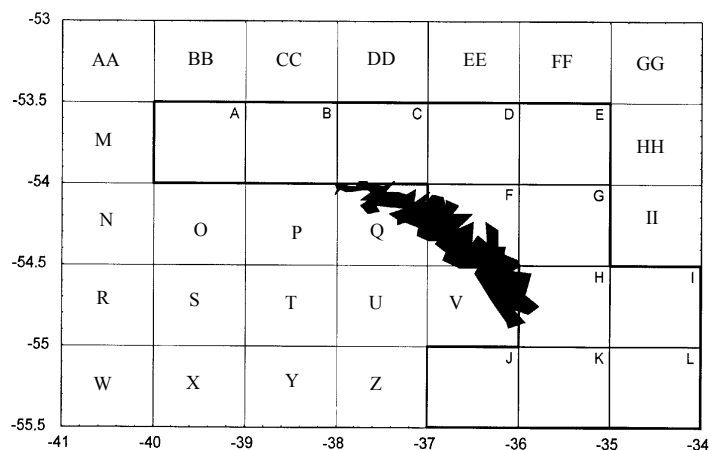 -53
AA BB CC DD EE FF GG
-53.5
A B C D E
M HH
-54
F G
N O P Q II
-54.5
H I
R S T U V
-55
J K L
W X Y Z
-55.5
-41 -40 -39 -38 -37 -36 -35 -34